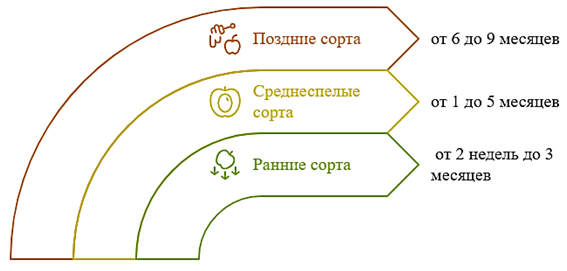 Поздние сорта
от 6 до 9 месяцев
Среднеспелые
сорта
от 1 до 5 месяцев
Ранние сорта
от 2 недель до 3
месяцев